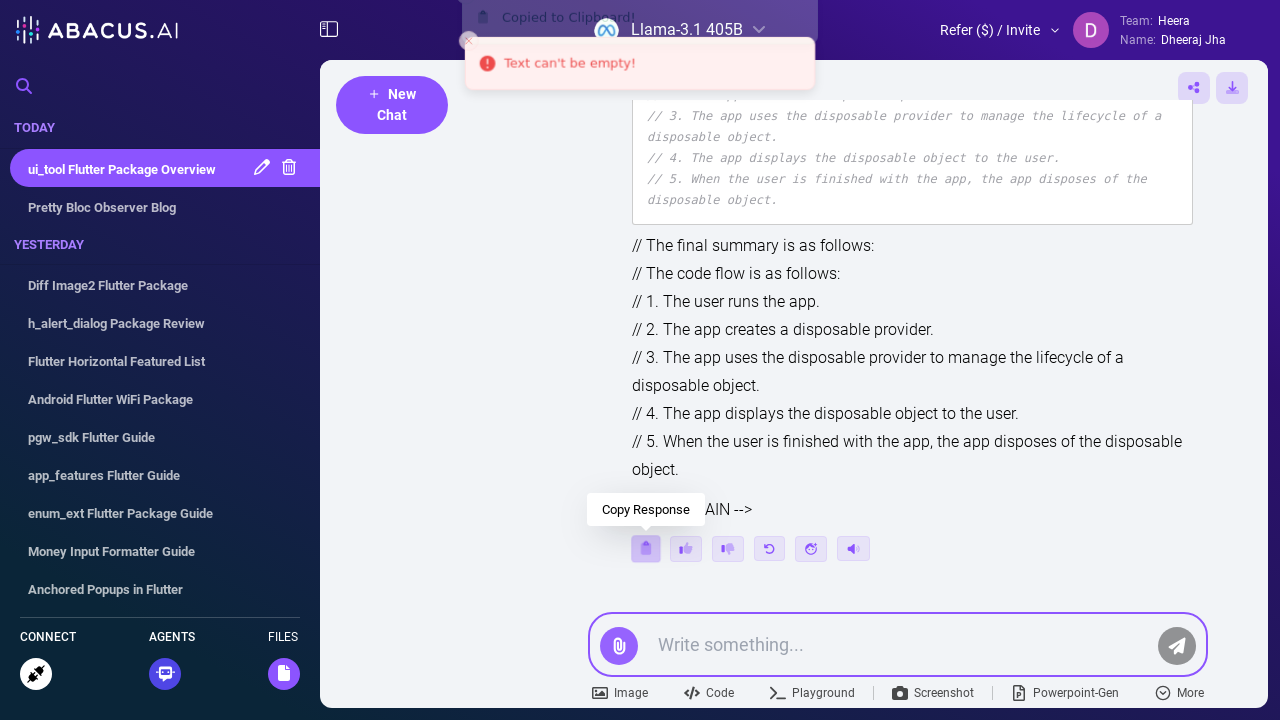 ABACUS.AI
Copied to Clipboard!
Llama-3.1 405B
Text can't be empty!
Refer ($) / Invite
D
Team: Heera
Name: Dheeraj Jha
TODAY
ui_tool Flutter Package Overview
Pretty Bloc Observer Blog
YESTERDAY
Diff Image2 Flutter Package
h_alert_dialog Package Review
Flutter Horizontal Featured List
Android Flutter WiFi Package
pgw_sdk Flutter Guide
app_features Flutter Guide
enum_ext Flutter Package Guide
Money Input Formatter Guide
Anchored Popups in Flutter
CONNECT
AGENTS
FILES
+ New
Chat
// 3. The app uses the disposable provider to manage the lifecycle of a
disposable object.
// 4. The app displays the disposable object to the user.
// 5. When the user is finished with the app, the app disposes of the
disposable object.
// The final summary is as follows:
// The code flow is as follows:
// 1. The user runs the app.
// 2. The app creates a disposable provider.
// 3. The app uses the disposable provider to manage the lifecycle of a
disposable object.
// 4. The app displays the disposable object to the user.
// 5. When the user is finished with the app, the app disposes of the disposable
object.
AIN -->
Copy Response
Write something...
Image
Code
Playground
Screenshot
Powerpoint-Gen
More